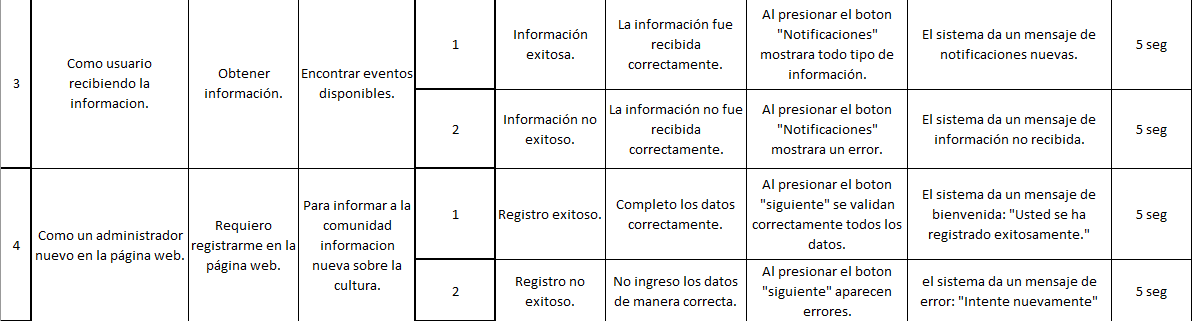 3
Como usuario
recibiendo la
informacion.
Obtener
información.
Encontrar eventos
disponibles.
1
Información
exitosa.
La información fue
recibida
correctamente.
Al presionar el boton
"Notificaciones"
mostrara todo tipo de
información.
El sistema da un mensaje de
notificaciones nuevas.
5 seg
2
Información no
exitoso.
La información no fue
recibida
correctamente.
Al presionar el boton
"Notificaciones"
mostrara un error.
El sistema da un mensaje de
información no recibida.
5 seg
4
Como un administrador
nuevo en la página web.
Requiero
registrarme en la
página web.
Para informar a la
comunidad
informacion
nueva sobre la
cultura.
1
Registro exitoso.
Completo los datos
correctamente.
Al presionar el boton
"siguiente" se validan
correctamente todos los
datos.
El sistema da un mensaje de
bienvenida: "Usted se ha
registrado exitosamente."
5 seg
2
Registro no
exitoso.
No ingreso los datos
de manera correcta.
Al presionar el boton
"siguiente" aparecen
errores.
el sistema da un mensaje de
error: "Intente nuevamente"
5 seg